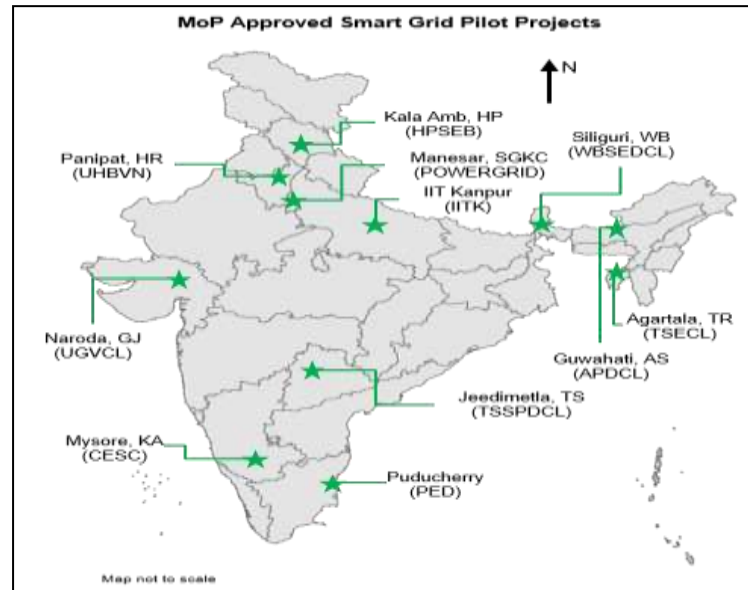 MoP Approved Smart Grid Pilot Projects
N
Kala Amb, HP
(HPSEB)
Siliguri, WB
(WBSEDCL)
Panipat, HR
(UHBVN)
Manesar, SGKC
(POWERGRID)
IIT Kanpur
(IITK)
Agartala, TR
(TSECL)
Naroda, GJ
(UGVCL)
Guwahati, AS
(APDCL)
Jeedimetla, TS
(TSSPDCL)
Mysore, KA
(CESC)
Puducherry
(PED)
Map not to scale